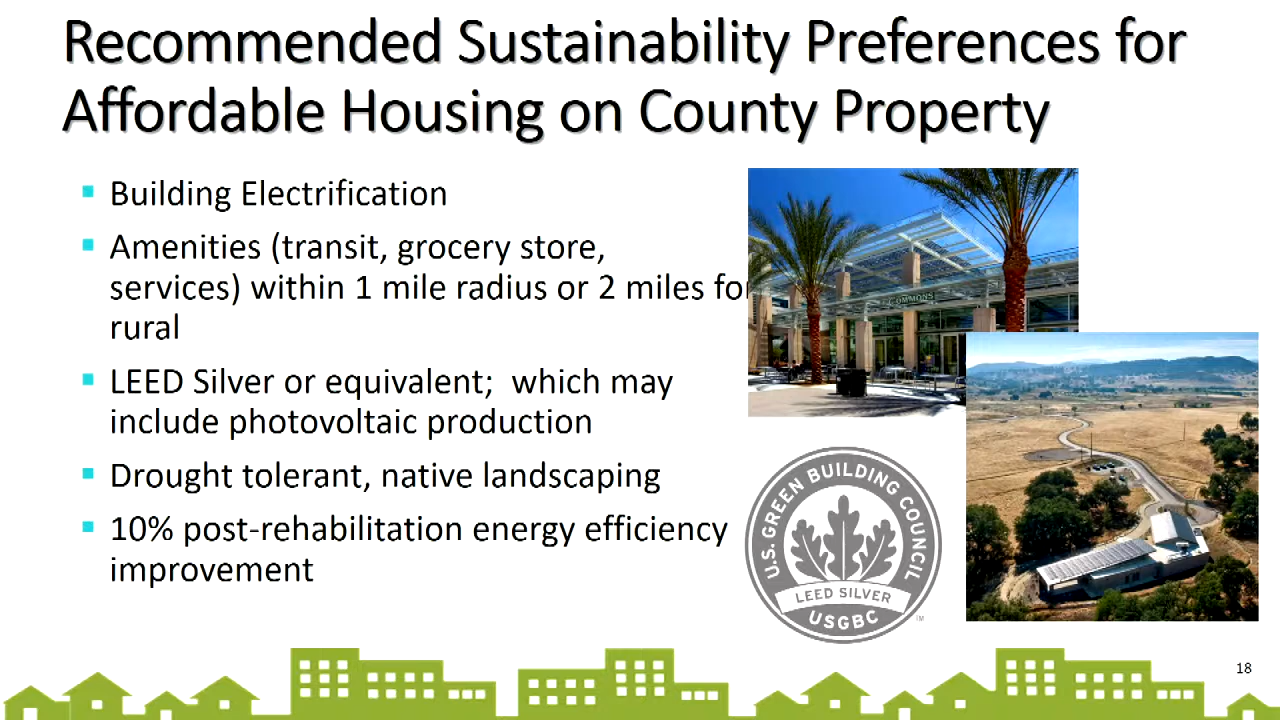 Recommended Sustainability Preferences for
Affordable Housing on County Property
Building Electrification
Amenities (transit, grocery store,
services) within 1 mile radius or 2 miles for
rural
LEED Silver or equivalent;  which may
include photovoltaic production
Drought tolerant, native landscaping
10% post-rehabilitation energy efficiency
improvement
COMMONS
U.S. GREEN BUILDING COUNCIL
LEED SILVER
USGBC
TM
18